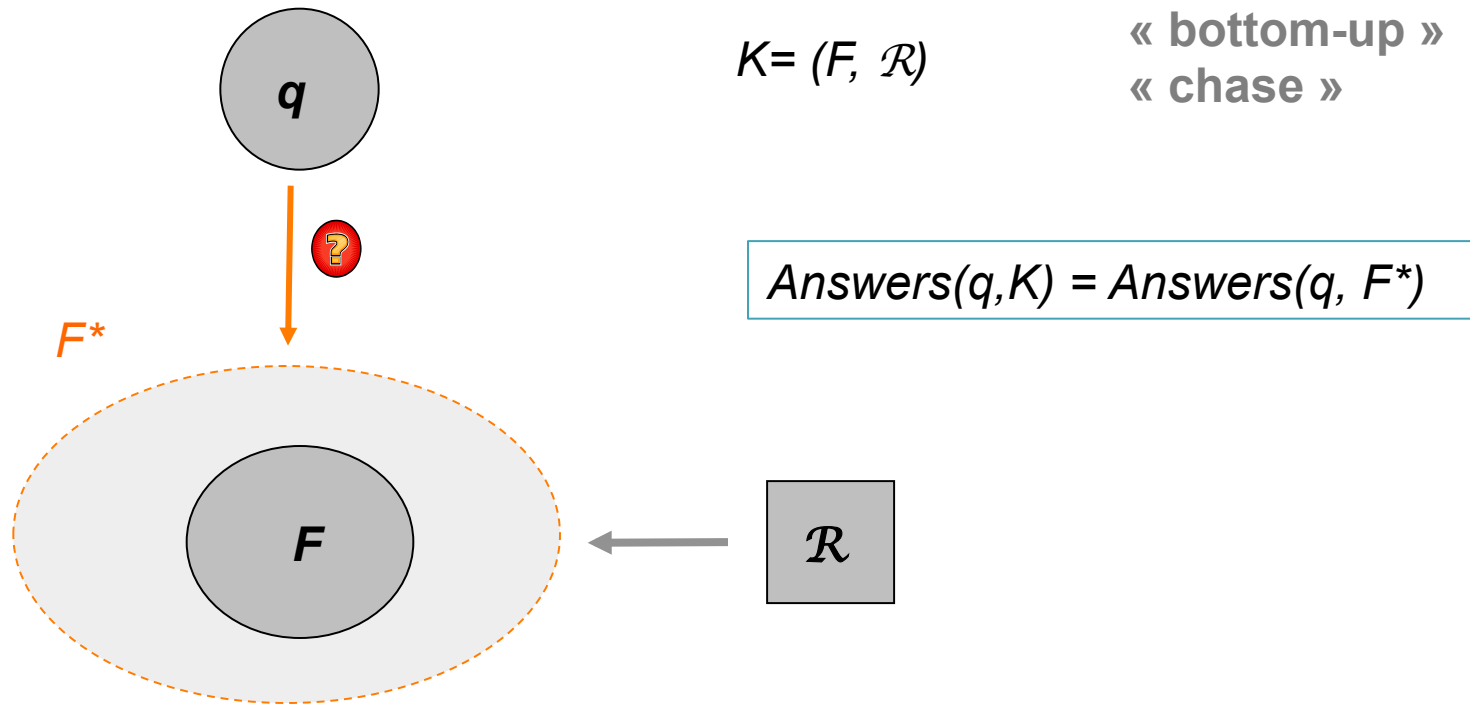 q
K= (F, ℛ)
« bottom-up »
« chase »
?
Answers(q,K) = Answers(q, F*)
F*
F
ℛ